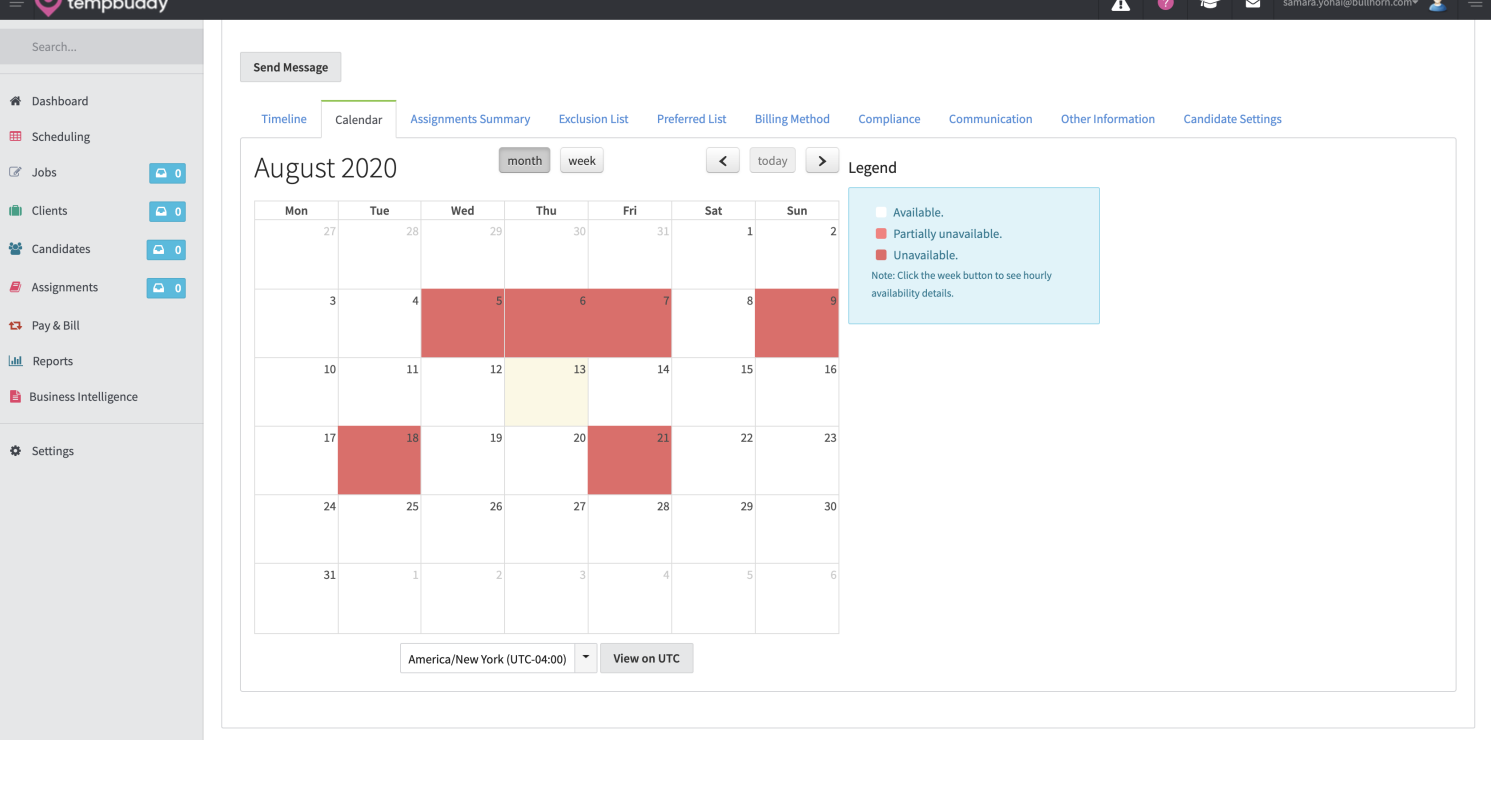 tempbuddy
samara.yohai@bullhorn.com
Search...
Dashboard
Scheduling
Jobs 0
Clients 0
Candidates 0
Assignments 0
Pay & Bill
Reports
Business Intelligence
Settings
Send Message
Timeline Calendar Assignments Summary Exclusion List Preferred List Billing Method Compliance Communication Other Information Candidate Settings
August 2020 month week today
Mon Tue Wed Thu Fri Sat Sun
27 28 29 30 31 1 2
3 4 5 6 7 8 9
10 11 12 13 14 15 16
17 18 19 20 21 22 23
24 25 26 27 28 29 30
31 1 2 3 4 5 6
America/New York (UTC-04:00) View on UTC
Legend
Available.
Partially unavailable.
Unavailable.
Note: Click the week button to see hourly
availability details.